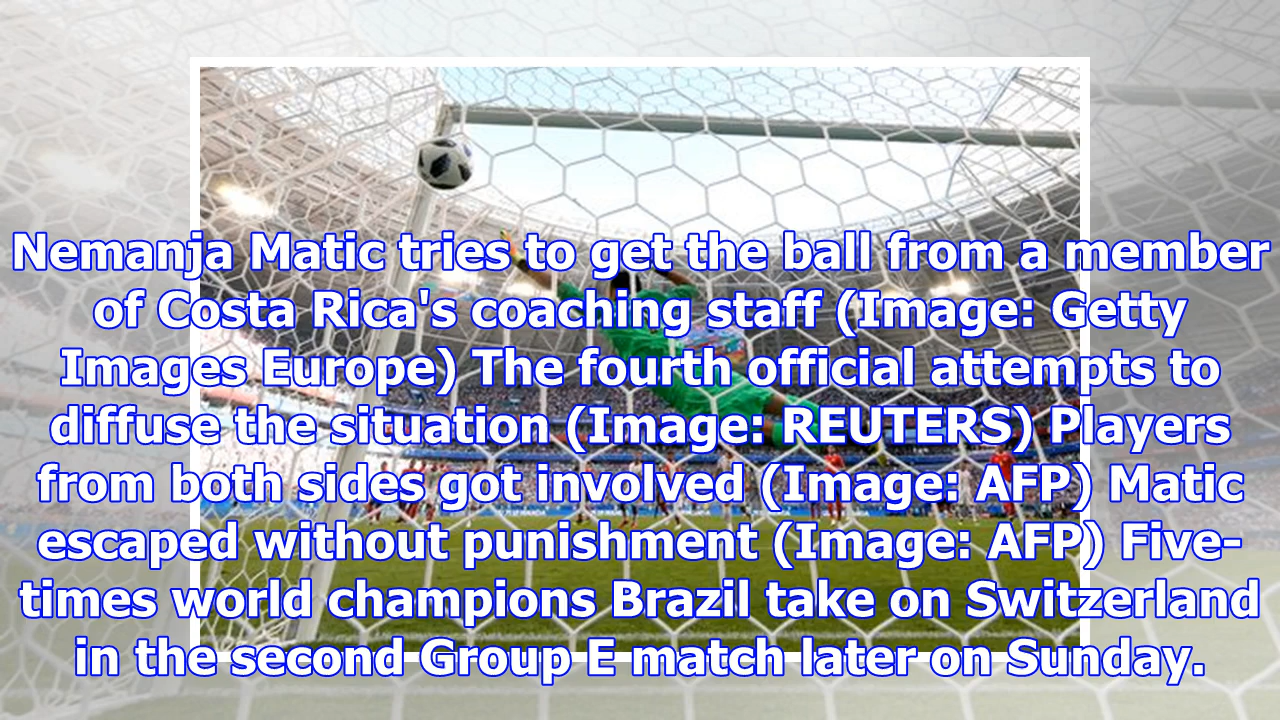 Nemanja Matic tries to get the ball from a member
of Costa Rica's coaching staff (Image: Getty
Images Europe) The fourth official attempts to
diffuse the situation (Image: REUTERS) Players
from both sides got involved (Image: AFP) Matic
escaped without punishment (Image: AFP) Five-
times world champions Brazil take on Switzerland
in the second Group E match later on Sunday.